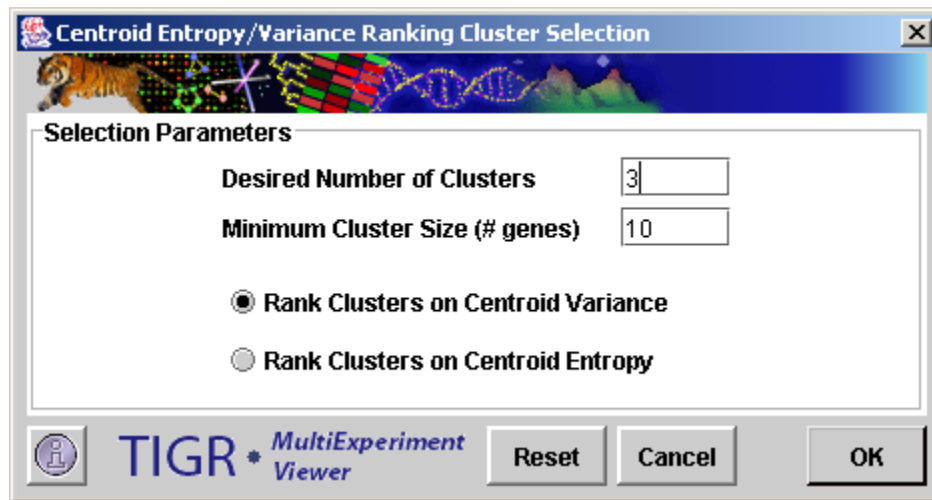 Centroid Entropy/Variance Ranking Cluster Selection
Selection Parameters
Desired Number of Clusters 3
Minimum Cluster Size (# genes) 10
Rank Clusters on Centroid Variance
Rank Clusters on Centroid Entropy
TIGR MultiExperiment
Viewer
Reset Cancel OK